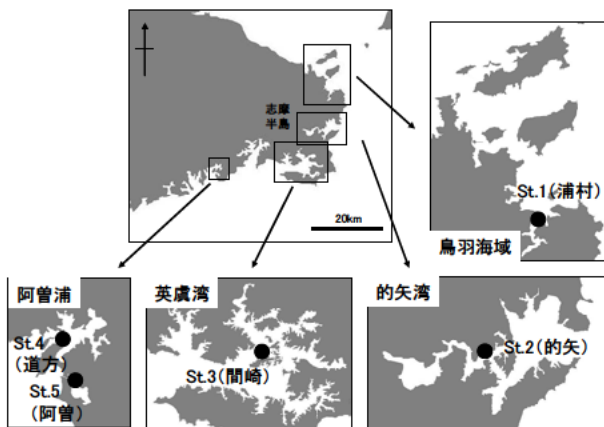 志摩
半島
20km
St.1(浦村)
鳥羽海域
阿曽浦
St.4
(道方)
St.5
(阿曽)
英虞湾
St.3(間崎)
的矢湾
St.2(的矢)